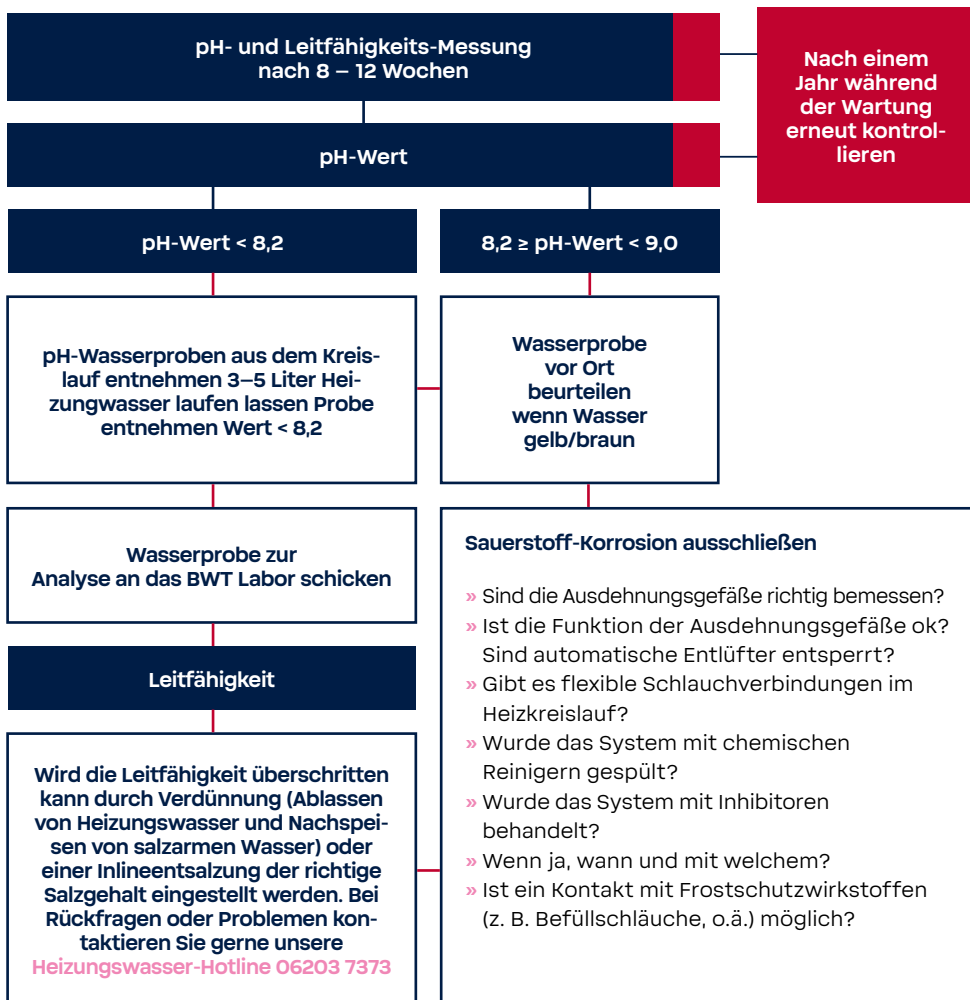 pH- und Leitfähigkeits-Messung
nach 8 – 12 Wochen
Nach einem
Jahr während
der Wartung
erneut kontrol-
lieren
pH-Wert
pH-Wert < 8,2
8,2 ≥ pH-Wert < 9,0
pH-Wasserproben aus dem Kreis-
lauf entnehmen 3–5 Liter Hei-
zungwasser laufen lassen Probe
entnehmen Wert < 8,2
Wasserprobe
vor Ort
beurteilen
wenn Wasser
gelb/braun
Wasserprobe zur
Analyse an das BWT Labor schicken
Leitfähigkeit
Wird die Leitfähigkeit überschritten
kann durch Verdünnung (Ablassen
von Heizungswasser und Nachspei-
sen von salzarmen Wasser) oder
einer Inlineentsalzung der richtige
Salzgehalt eingestellt werden. Bei
Rückfragen oder Problemen kon-
taktieren Sie gerne unsere
Heizungswasser-Hotline 06203 7373
Sauerstoff-Korrosion ausschließen
» Sind die Ausdehnungsgefäße richtig bemessen?
» Ist die Funktion der Ausdehnungsgefäße ok?
Sind automatische Entlüfter entsperrt?
» Gibt es flexible Schlauchverbindungen im
Heizkreislauf?
» Wurde das System mit chemischen
Reinigern gespült?
» Wurde das System mit Inhibitoren
behandelt?
» Wenn ja, wann und mit welchem?
» Ist ein Kontakt mit Frostschutzwirkstoffen
(z. B. Befüllschläuche, o.ä.) möglich?